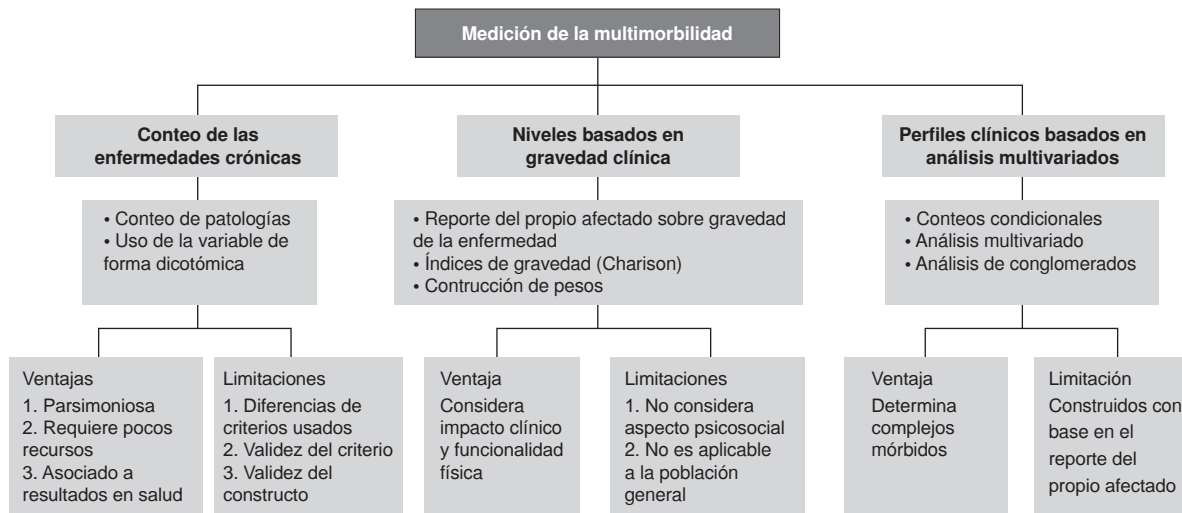 Medición de la multimorbilidad
Conteo de las
enfermedades crónicas
• Conteo de patologías
• Uso de la variable de
forma dicotómica
Ventajas
1. Parsimoniosa
2. Requiere pocos
recursos
3. Asociado a
resultados en salud
Limitaciones
1. Diferencias de
criterios usados
2. Validez del criterio
3. Validez del
constructo
Niveles basados en
gravedad clínica
• Reporte del propio afectado sobre gravedad
de la enfermedad
• Índices de gravedad (Charison)
• Contrucción de pesos
Ventaja
Considera
impacto clínico
y funcionalidad
física
Limitaciones
1. No considera
aspecto psicosocial
2. No es aplicable
a la población
general
Perfiles clínicos basados en
análisis multivariados
• Conteos condicionales
• Análisis multivariado
• Análisis de conglomerados
Ventaja
Determina
complejos
mórbidos
Limitación
Construidos con
base en el
reporte del
propio afectado